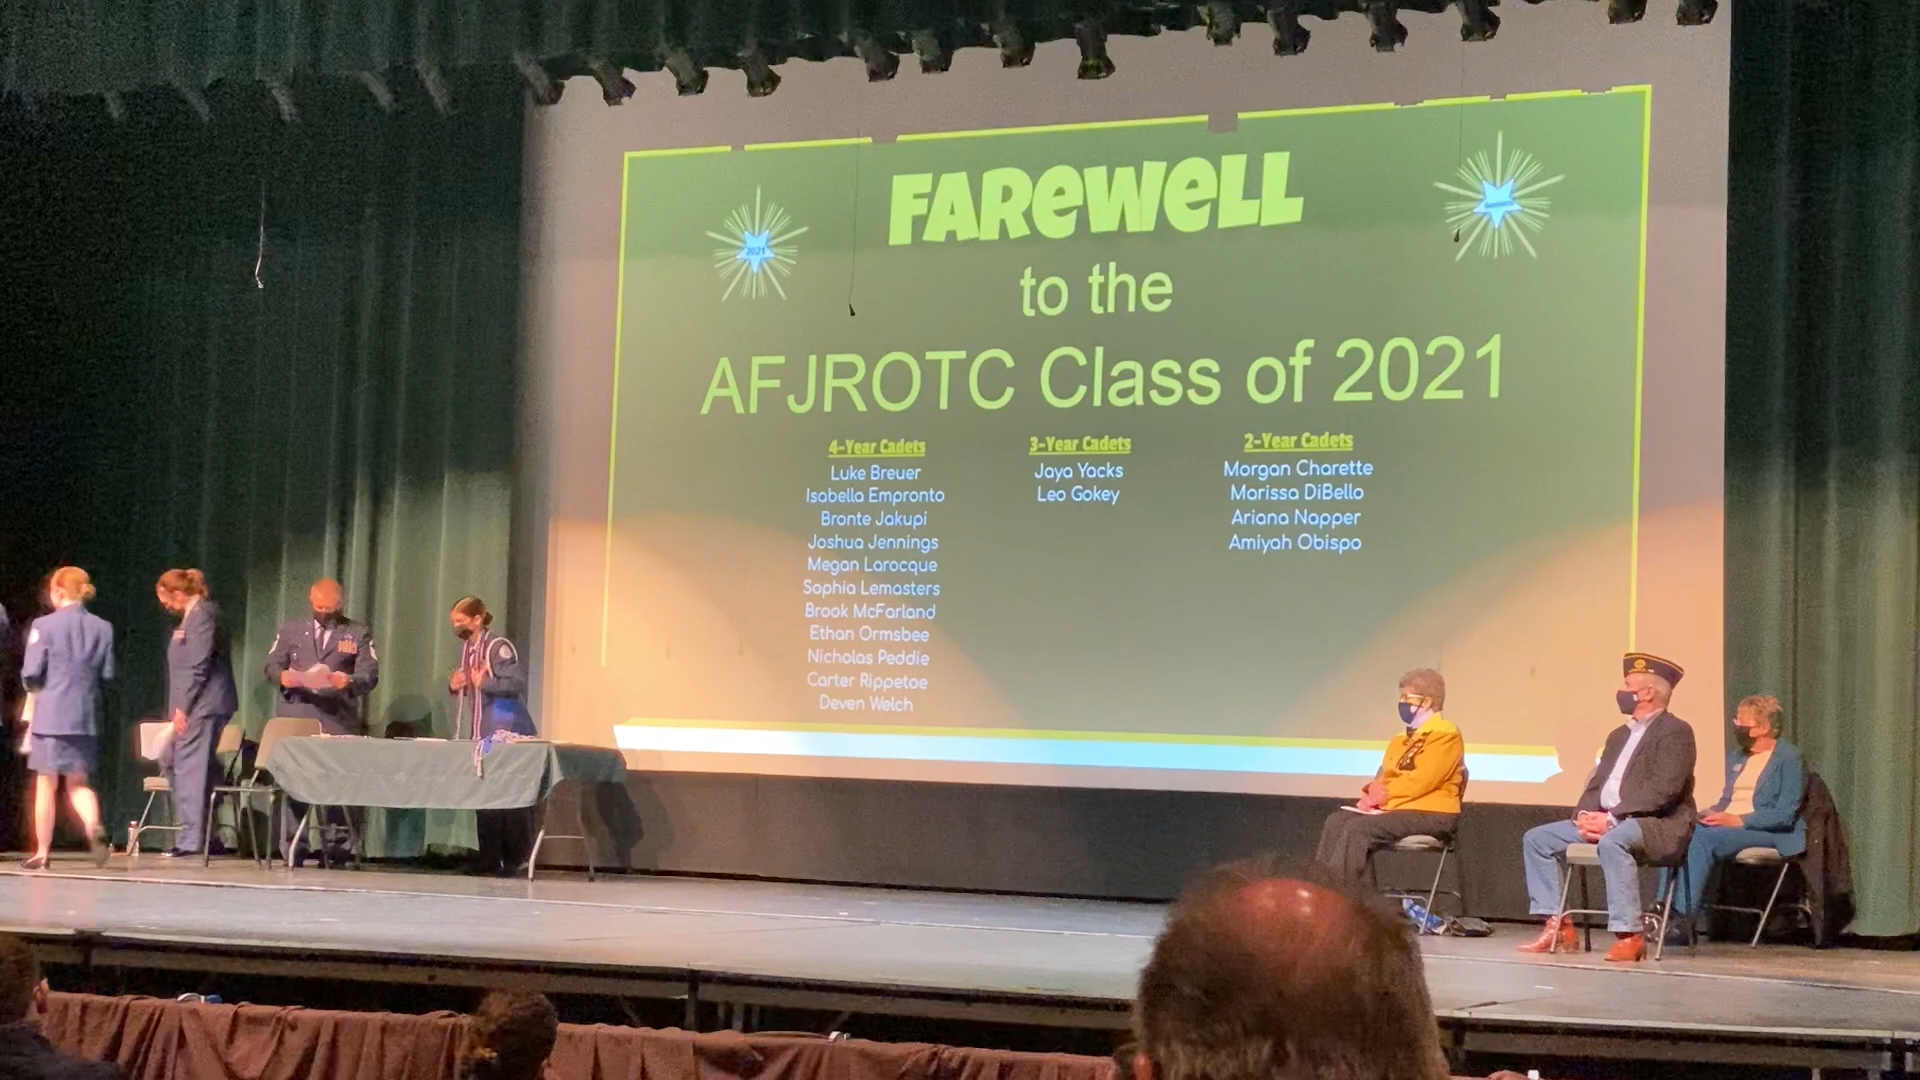 FAReweLL
to the
AFJROTC Class of 2021
2021
4-Year Cadets
Luke Breuer
Isabella Empronto
Bronte Jakupi
Joshua Jennings
Megan Larocque
Sophia Lemasters
Brook McFarland
Ethan Ormsbee
Nicholas Peddie
Carter Rippetoe
Deven Welch
3-Year Cadets
Jaya Yacks
Leo Gokey
2-Year Cadets
Morgan Charette
Marissa DiBello
Ariana Napper
Amiyah Obispo